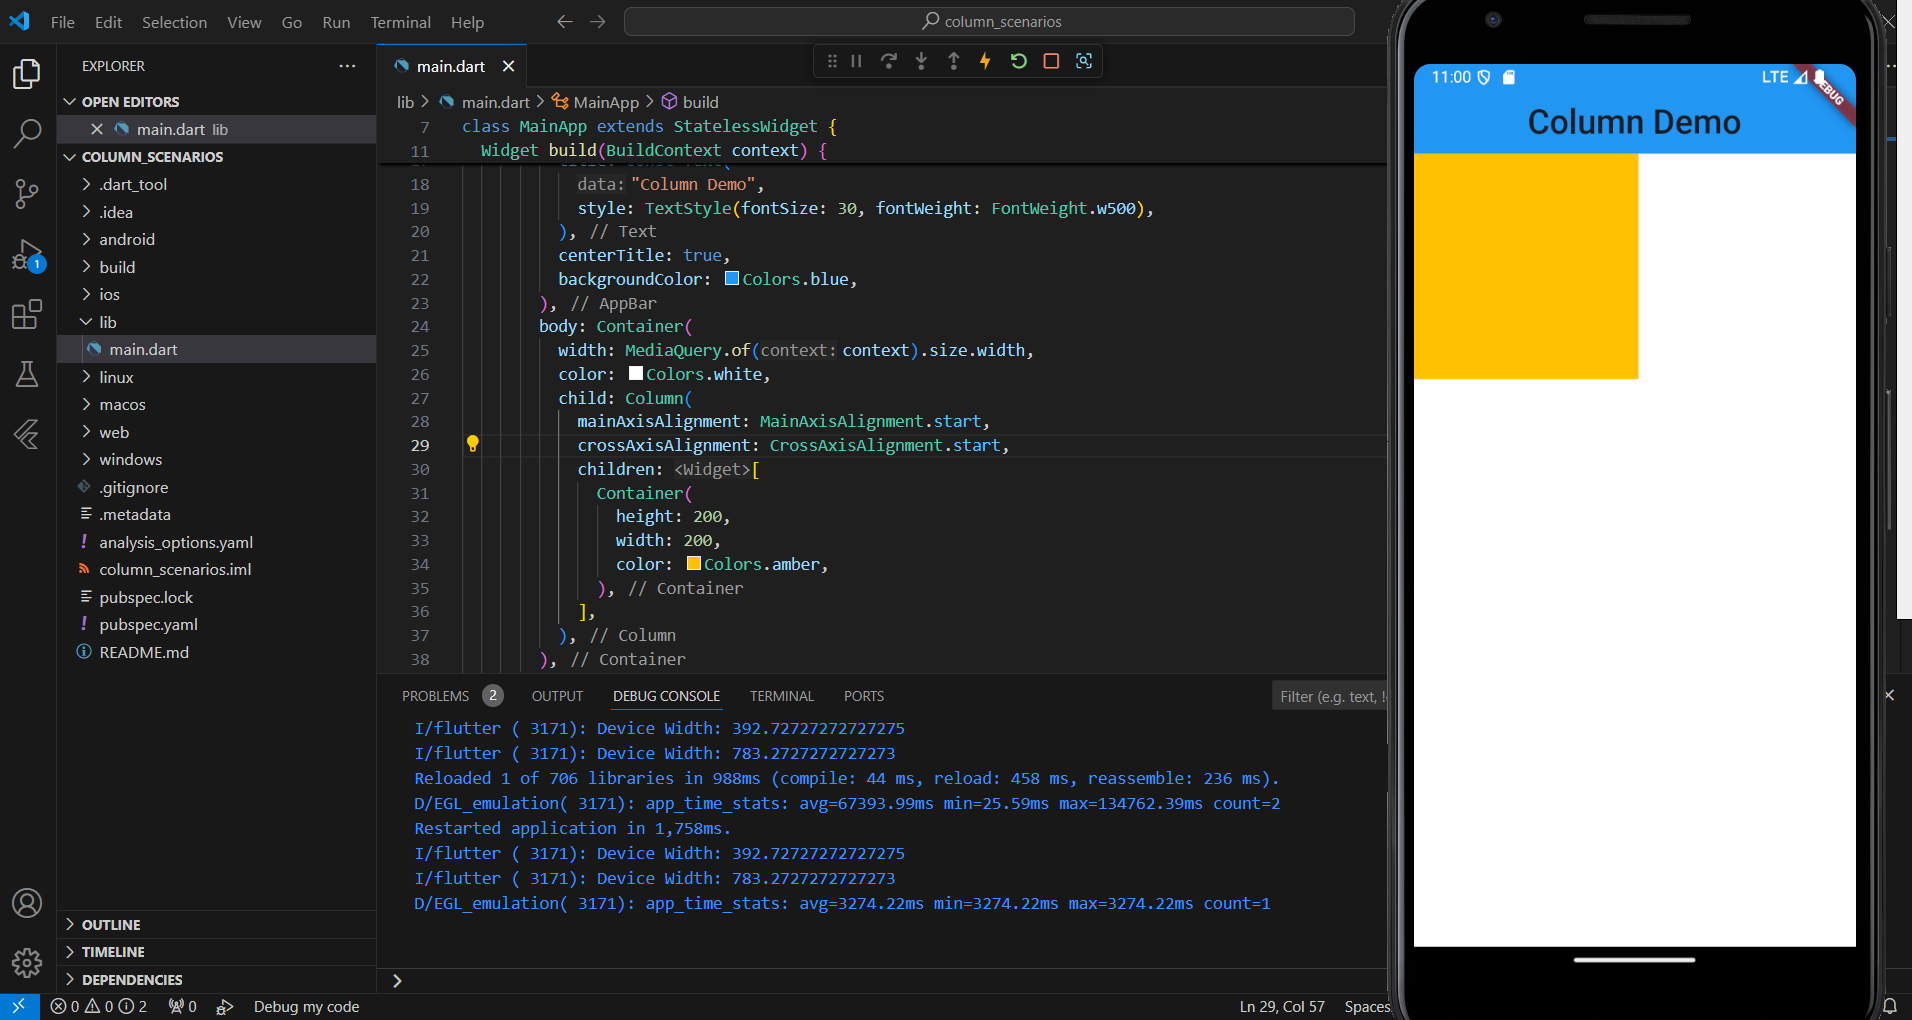 File Edit Selection View Go Run Terminal Help
column_scenarios
EXPLORER
OPEN EDITORS
main.dart lib
COLUMN_SCENARIOS
.dart_tool
.idea
android
build
ios
lib
main.dart
linux
macos
web
windows
.gitignore
.metadata
analysis_options.yaml
column_scenarios.iml
pubspec.lock
pubspec.yaml
README.md
OUTLINE
TIMELINE
DEPENDENCIES
1
main.dart
lib > main.dart > MainApp > build
7 class MainApp extends StatelessWidget {
11 Widget build(BuildContext context) {
18 data: "Column Demo",
19 style: TextStyle(fontSize: 30, fontWeight: FontWeight.w500),
20 ), // Text
21 centerTitle: true,
22 backgroundColor: Colors.blue,
23 ), // AppBar
24 body: Container(
25 width: MediaQuery.of(context: context).size.width,
26 color: Colors.white,
27 child: Column(
28 mainAxisAlignment: MainAxisAlignment.start,
29 crossAxisAlignment: CrossAxisAlignment.start,
30 children: <Widget>[
31 Container(
32 height: 200,
33 width: 200,
34 color: Colors.amber,
35 ), // Container
36 ],
37 ), // Column
38 ), // Container
PROBLEMS 2 OUTPUT DEBUG CONSOLE TERMINAL PORTS
Filter (e.g. text, !
I/flutter ( 3171): Device Width: 392.72727272727275
I/flutter ( 3171): Device Width: 783.2727272727273
Reloaded 1 of 706 libraries in 988ms (compile: 44 ms, reload: 458 ms, reassemble: 236 ms).
D/EGL_emulation( 3171): app_time_stats: avg=67393.99ms min=25.59ms max=134762.39ms count=2
Restarted application in 1,758ms.
I/flutter ( 3171): Device Width: 392.72727272727275
I/flutter ( 3171): Device Width: 783.2727272727273
D/EGL_emulation( 3171): app_time_stats: avg=3274.22ms min=3274.22ms max=3274.22ms count=1
0 0 2 0 Debug my code
Ln 29, Col 57 Spaces
11:00 LTE
Column Demo